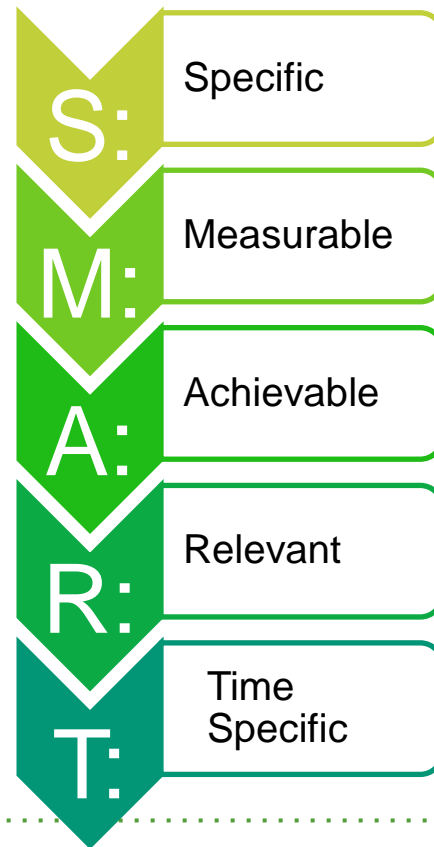 S:
Specific
M:
Measurable
A:
Achievable
R:
Relevant
T:
Time
Specific